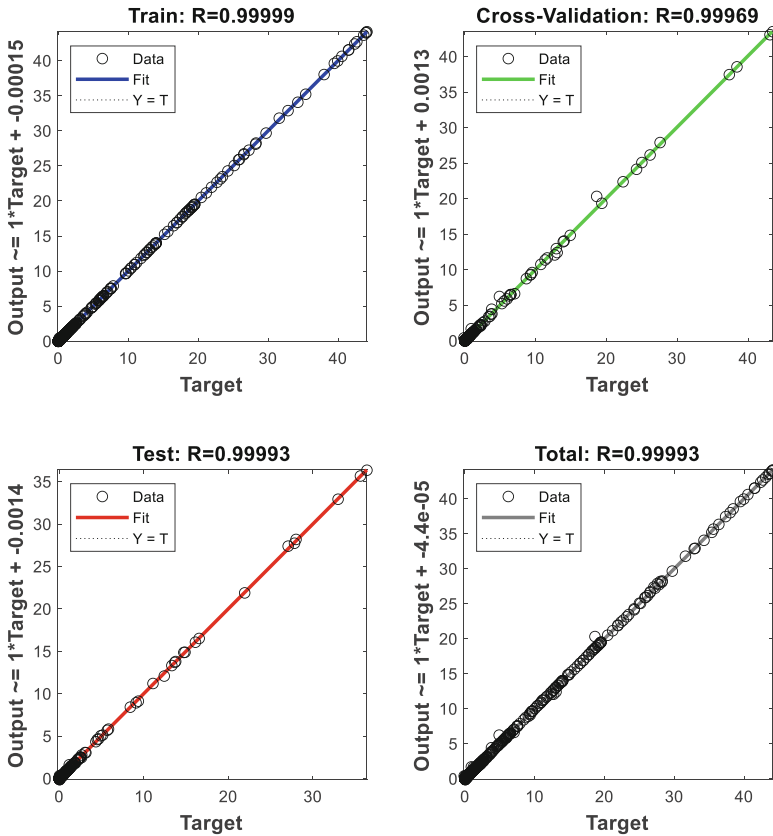 Train: R=0.99999
Output ~= 1*Target + -0.00015
Data
Fit
Y = T
40
35
30
25
20
15
10
5
0
0 10 20 30 40
Target
Cross-Validation: R=0.99969
Output ~= 1*Target + 0.0013
Data
Fit
Y = T
40
35
30
25
20
15
10
5
0
0 10 20 30 40
Target
Test: R=0.99993
Output ~= 1*Target + -0.0014
Data
Fit
Y = T
35
30
25
20
15
10
5
0
0 10 20 30
Target
Total: R=0.99993
Output ~= 1*Target + -4.4e-05
Data
Fit
Y = T
40
35
30
25
20
15
10
5
0
0 10 20 30 40
Target